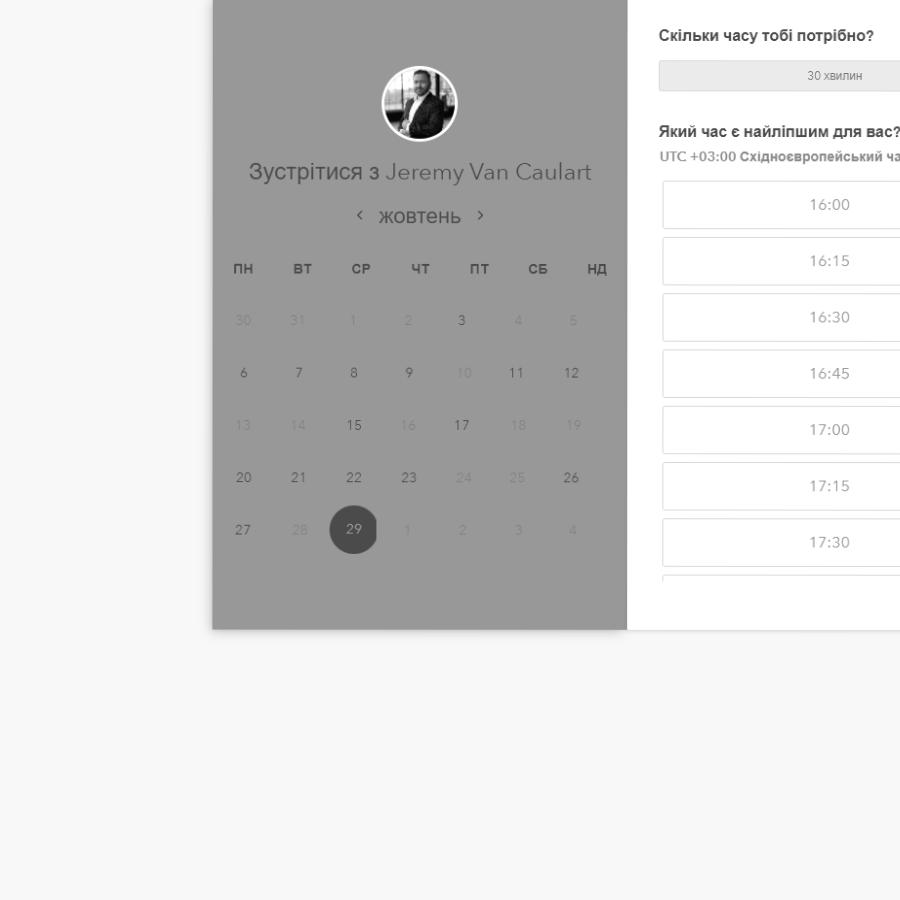 Зустрітися з Jeremy Van Caulart
жовтень
ПН ВТ СР ЧТ ПТ СБ НД
30 31 1 2 3 4 5
6 7 8 9 10 11 12
13 14 15 16 17 18 19
20 21 22 23 24 25 26
27 28 29 1 2 3 4
Скільки часу тобі потрібно?
30 хвилин
Який час є найліпшим для вас?
UTC +03:00 Східноєвропейський ча
16:00
16:15
16:30
16:45
17:00
17:15
17:30